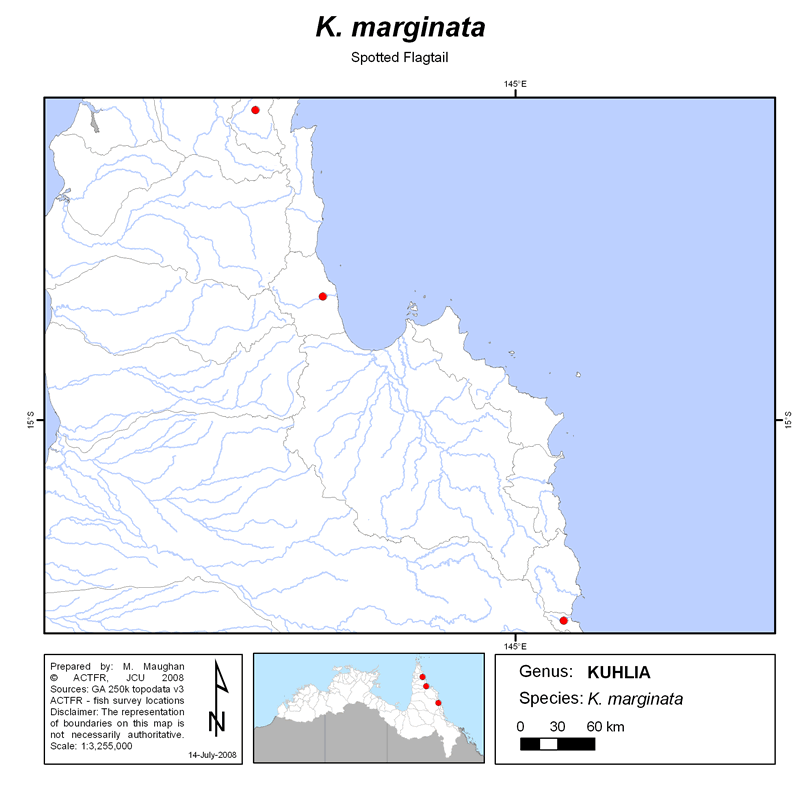 K. marginata
Spotted Flagtail
145°E
15°S
15°S
145°E
Prepared by: M. Maughan
© ACTFR, JCU 2008
Sources: GA 250k topodata v3
ACTFR - fish survey locations
Disclaimer: The representation
of boundaries on this map is
not necessarily authoritative.
Scale: 1:3,255,000
N
14-July-2008
Genus: KUHLIA
Species: K. marginata
0 30 60 km